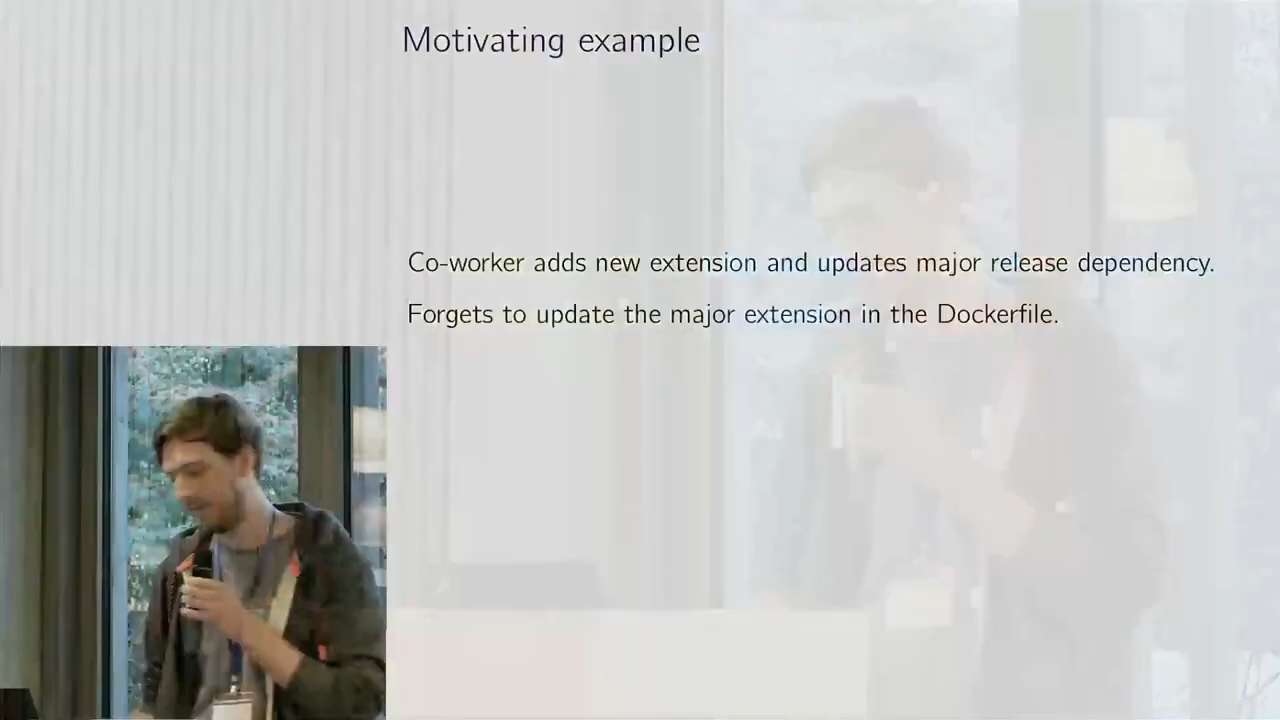 Motivating example
Co-worker adds new extension and updates major release dependency.
Forgets to update the major extension in the Dockerfile.